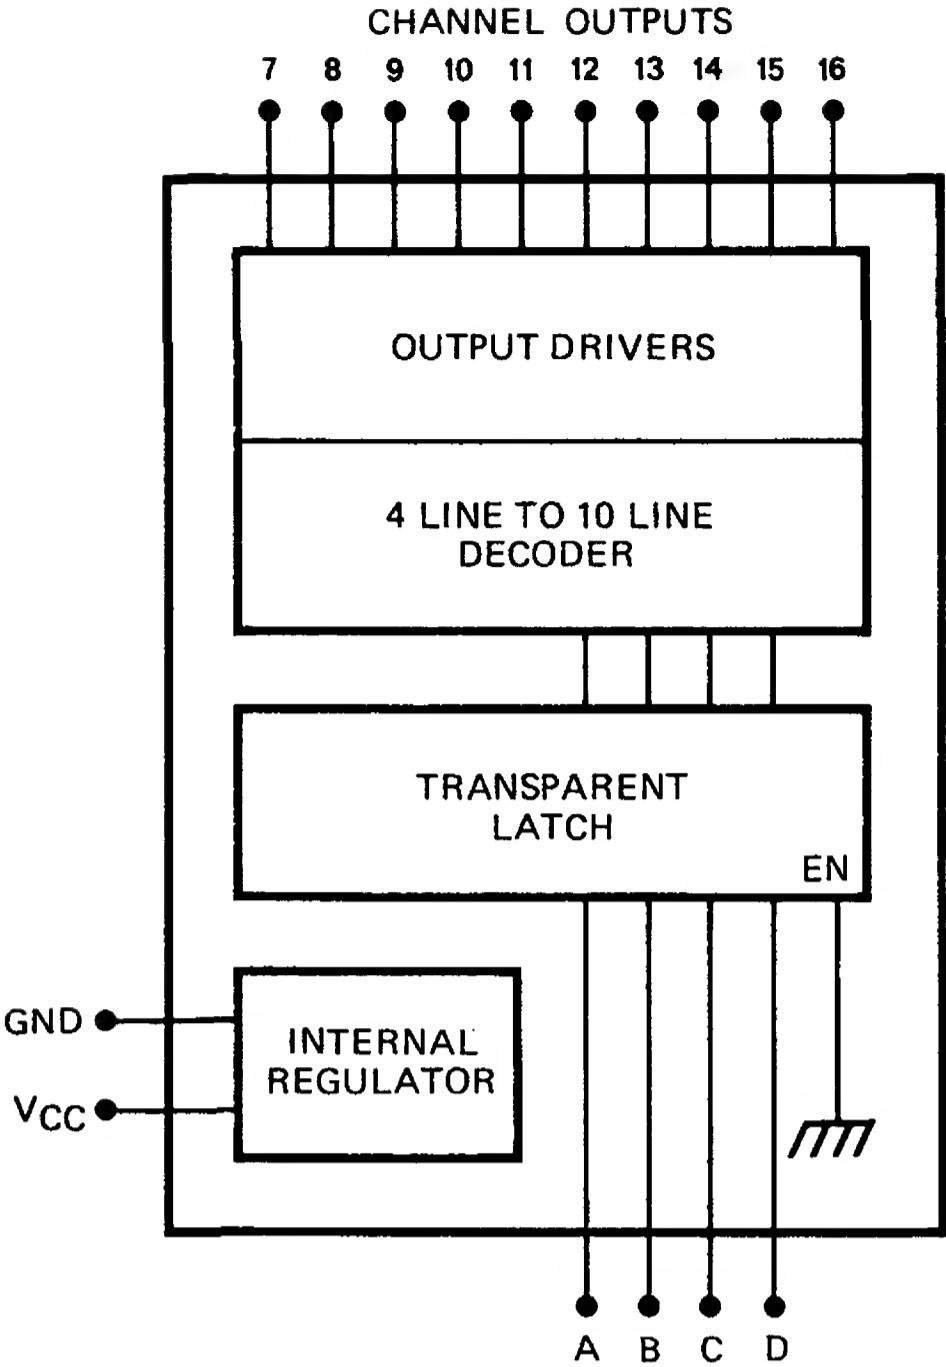 CHANNEL OUTPUTS
7 8 9 10 11 12 13 14 15 16
OUTPUT DRIVERS
4 LINE TO 10 LINE
DECODER
TRANSPARENT
LATCH
EN
GND
INTERNAL
REGULATOR
VCC
A B C D